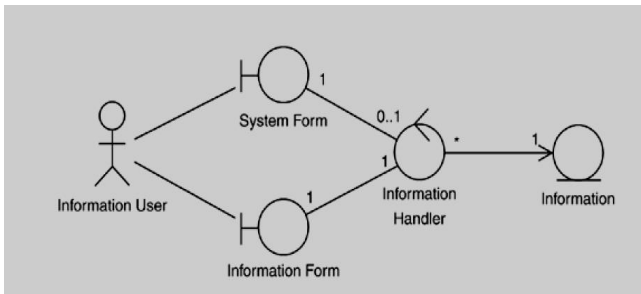 1
System Form
0..1
Information User
1
1
*
1
Information
Handler
Information
Information Form